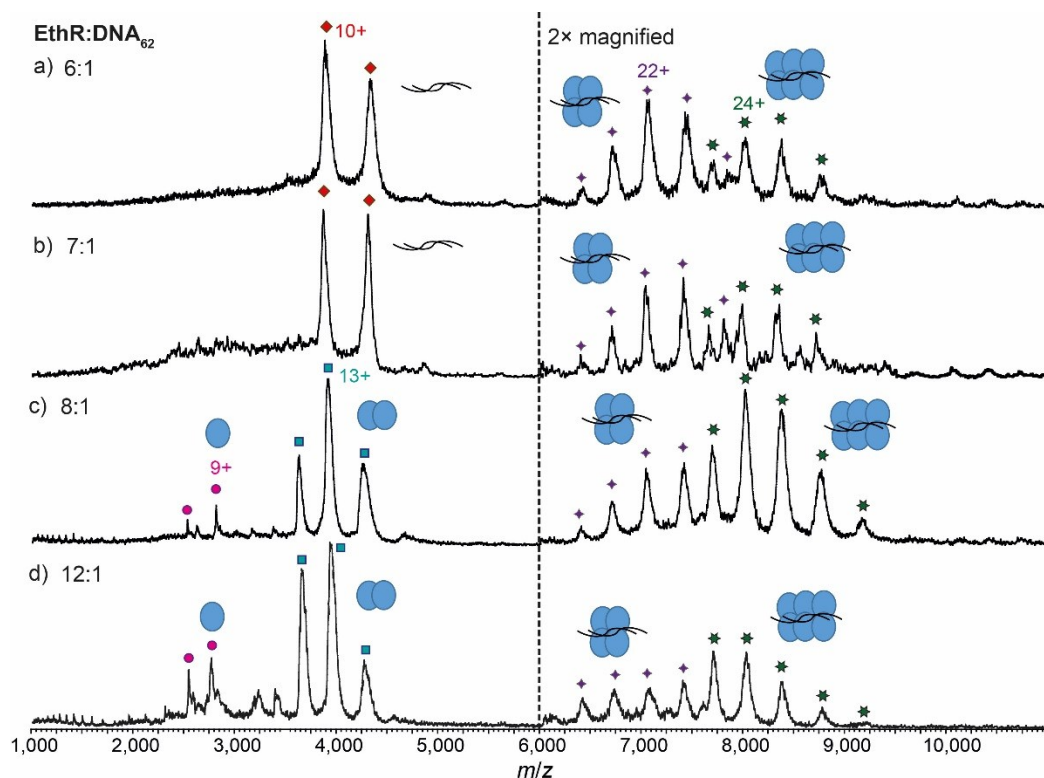 EthR:DNA62
2× magnified
a) 6:1
10+
22+
24+
b) 7:1
c) 8:1
13+
9+
d) 12:1
1,000 2,000 3,000 4,000 5,000 6,000 7,000 8,000 9,000 10,000
m/z